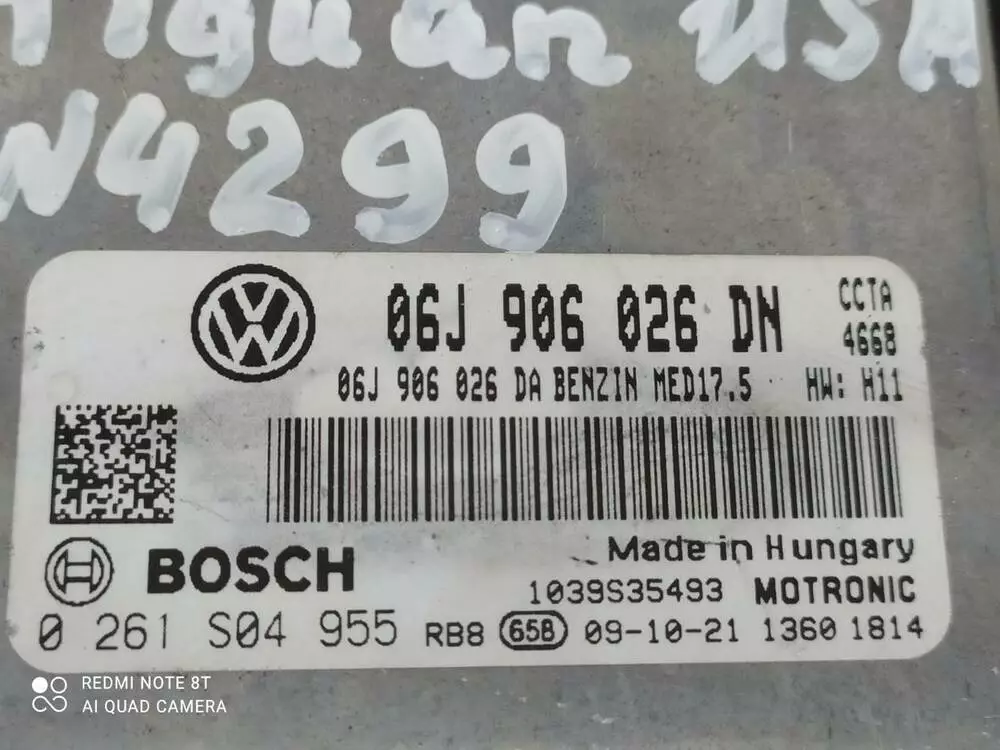 Tiguan USA
N4299
06J 906 026 DN
CCTA
4668
06J 906 026 DA BENZIN MED17.5 HW: H11
BOSCH
Made in Hungary
1039S35493 MOTRONIC
0 261 S04 955 RB8 65B 09-10-21 1360 1814
REDMI NOTE 8T
AI QUAD CAMERA